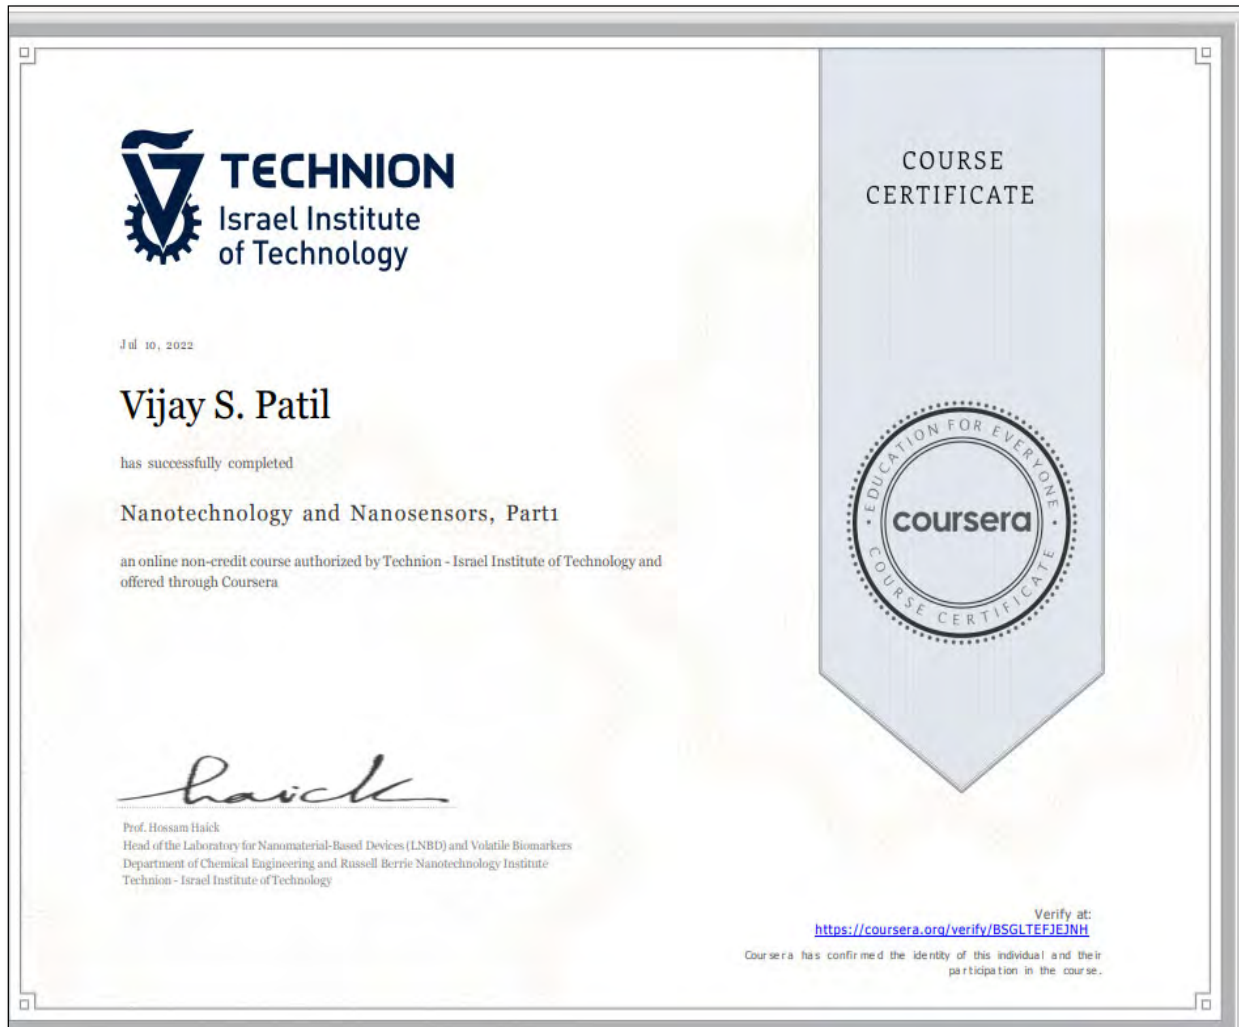 TECHNION
Israel Institute
of Technology
COURSE
CERTIFICATE
Jul 10, 2022
Vijay S. Patil
has successfully completed
Nanotechnology and Nanosensors, Part1
an online non-credit course authorized by Technion - Israel Institute of Technology and
offered through Coursera
EDUCATION FOR EVERYONE
coursera
COURSE CERTIFICATE
haick
Prof. Hossam Haick
Head of the Laboratory for Nanomaterial-Based Devices (LNBD) and Volatile Biomarkers
Department of Chemical Engineering and Russell Berrie Nanotechnology Institute
Technion - Israel Institute of Technology
Verify at:
https://coursera.org/verify/BSGLTEFJEJNH
Coursera has confirmed the identity of this individual and their
participation in the course.